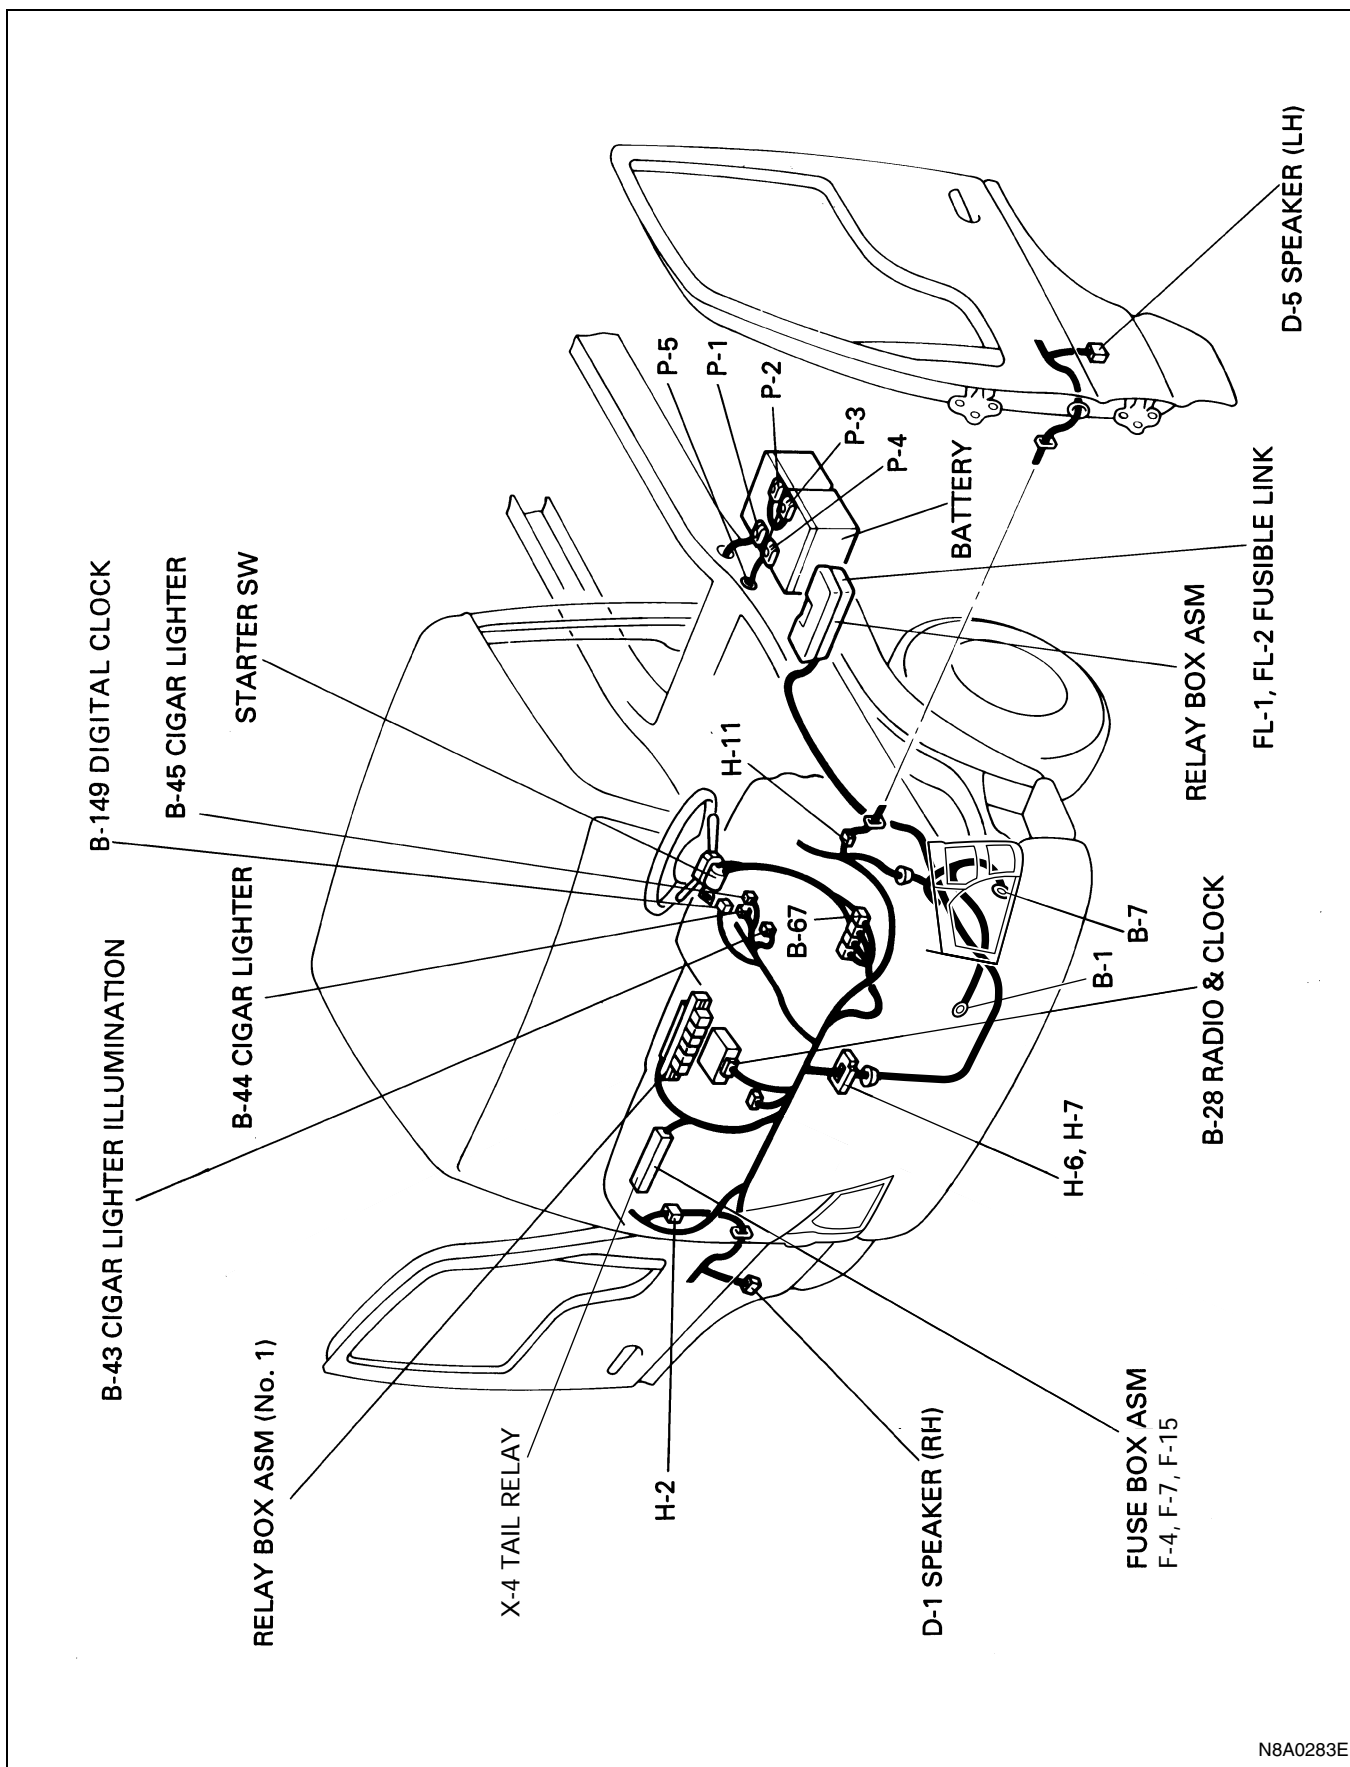 B-149 DIGITAL CLOCK
B-45 CIGAR LIGHTER
STARTER SW
B-43 CIGAR LIGHTER ILLUMINATION
B-44 CIGAR LIGHTER
RELAY BOX ASM (No. 1)
X-4 TAIL RELAY
H-2
P-5
P-1
P-2
P-3
P-4
BATTERY
H-11
B-67
D-5 SPEAKER (LH)
FL-1, FL-2 FUSIBLE LINK
RELAY BOX ASM
B-7
B-1
B-28 RADIO & CLOCK
H-6, H-7
D-1 SPEAKER (RH)
FUSE BOX ASM
F-4, F-7, F-15
N8A0283E